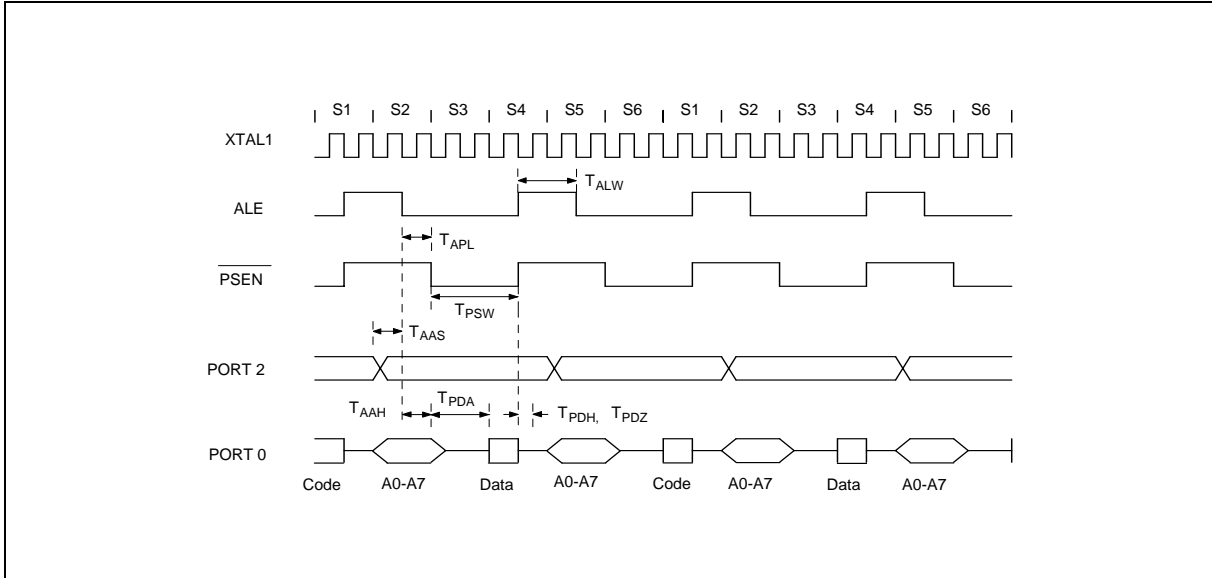 S1 S2 S3 S4 S5 S6 S1 S2 S3 S4 S5 S6
XTAL1
TALW
ALE
TAPL
PSEN
TPSW
TAAS
PORT 2
TAAH TPDA TPDH, TPDZ
PORT 0
Code A0-A7 Data A0-A7 Code A0-A7 Data A0-A7